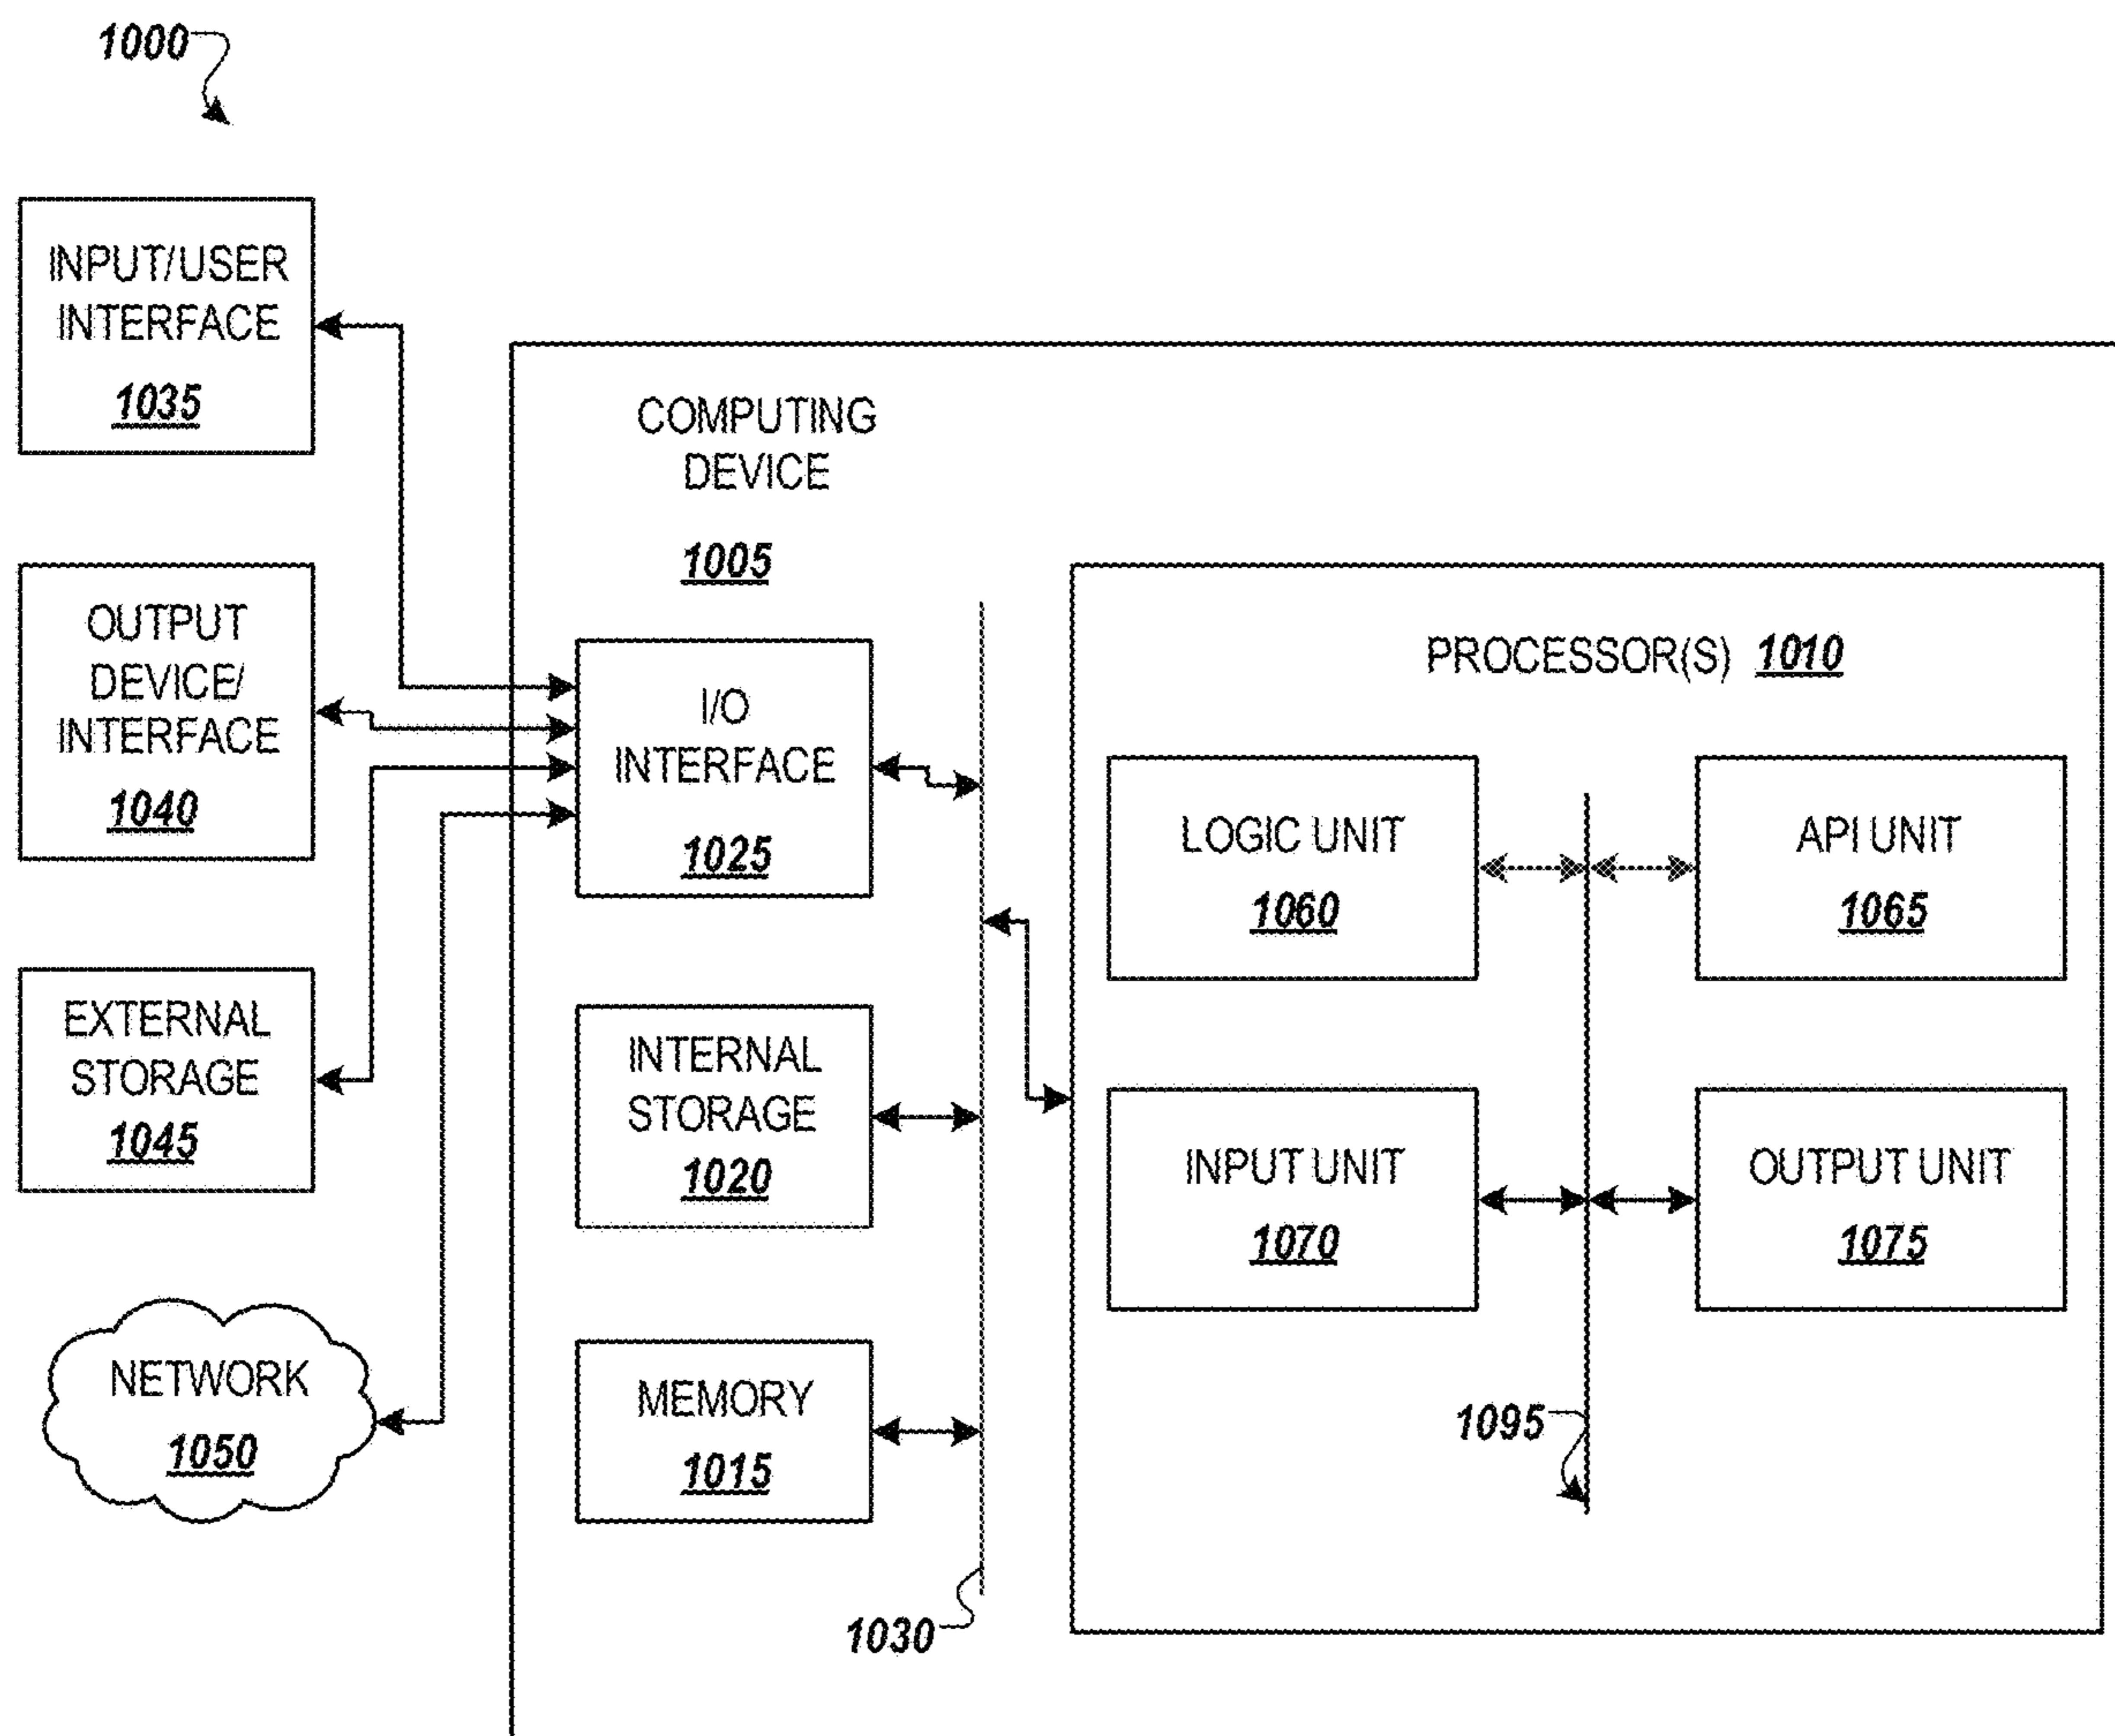 1000
INPUT/USER
INTERFACE
1035
OUTPUT
DEVICE/
INTERFACE
1040
EXTERNAL
STORAGE
1045
NETWORK
1050
COMPUTING
DEVICE
1005
I/O
INTERFACE
1025
INTERNAL
STORAGE
1020
MEMORY
1015
1030
PROCESSOR(S) 1010
LOGIC UNIT
1060
API UNIT
1065
INPUT UNIT
1070
OUTPUT UNIT
1075
1095